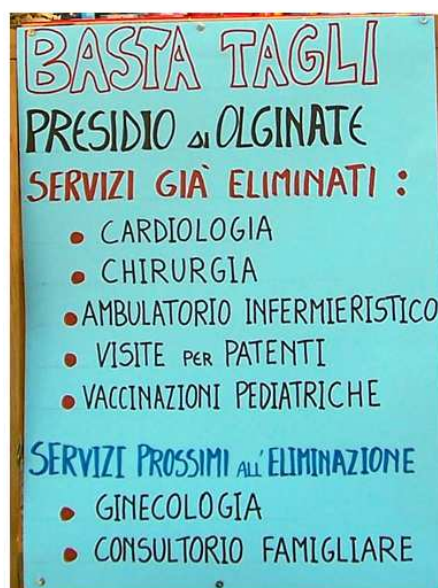 BASTA TAGLI
PRESIDIO DI OLGINATE
SERVIZI GIÀ ELIMINATI :
• CARDIOLOGIA
• CHIRURGIA
• AMBULATORIO INFERMIERISTICO
• VISITE PER PATENTI
• VACCINAZIONI PEDIATRICHE
SERVIZI PROSSIMI ALL'ELIMINAZIONE
• GINECOLOGIA
• CONSULTORIO FAMIGLIARE